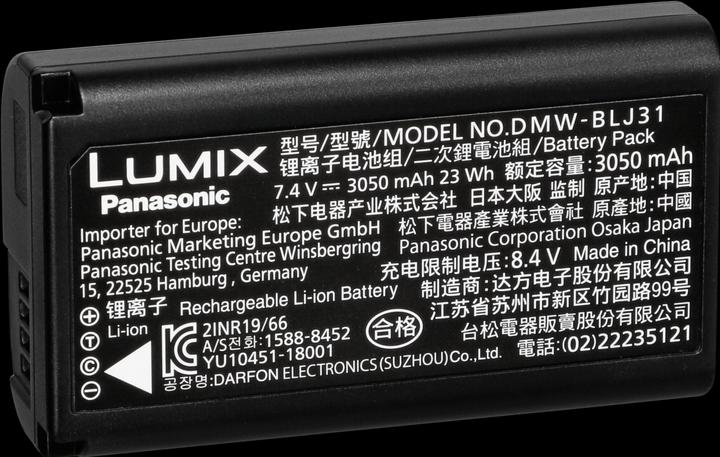 LUMIX
Panasonic
型号/型號/MODEL NO.DMW-BLJ31
锂离子电池组/二次鋰電池組/Battery Pack
7.4 V⎓ 3050 mAh 23 Wh 额定容量: 3050 mAh
松下电器产业株式会社 日本大阪 监制 原产地: 中国
松下電器產業株式會社 原產地: 中國
Panasonic Corporation Osaka Japan
充电限制电压: 8.4 V Made in China
制造商: 达方电子股份有限公司
江苏省苏州市新区竹园路99号
台松電器販賣股份有限公司
電話: (02)22235121
Importer for Europe:
Panasonic Marketing Europe GmbH
Panasonic Testing Centre Winsbergring
15, 22525 Hamburg , Germany
锂离子 Rechargeable Li-ion Battery
Li-ion
2INR19/66
A/S전화:1588-8452
YU10451-18001
合格
공장명:DARFON ELECTRONICS(SUZHOU)Co.,Ltd.
⊕
T
C
⊖